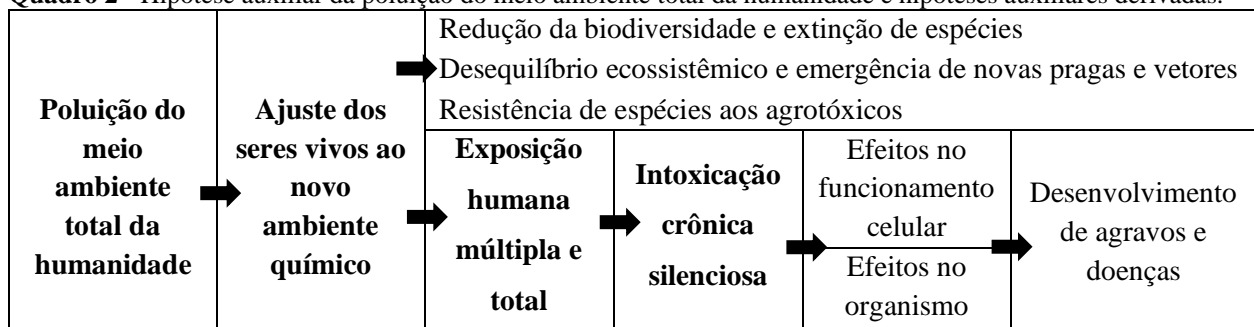 Quadro 2 - Hipótese auxiliar da poluição do meio ambiente total da humanidade e hipóteses auxiliares derivadas.
Poluição do
meio
ambiente
total da
humanidade
Ajuste dos
seres vivos ao
novo
ambiente
químico
Redução da biodiversidade e extinção de espécies
Desequilíbrio ecossistêmico e emergência de novas pragas e vetores
Resistência de espécies aos agrotóxicos
Exposição
humana
múltipla e
total
Intoxicação
crônica
silenciosa
Efeitos no
funcionamento
celular
Efeitos no
organismo
Desenvolvimento
de agravos e
doenças